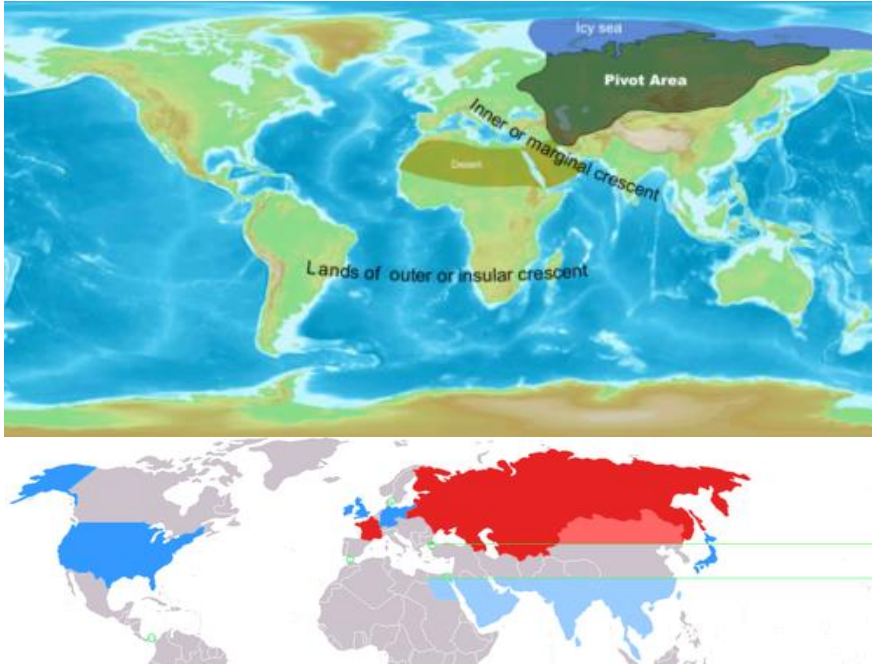 Icy sea
Pivot Area
Inner or marginal crescent
Desert
Lands of outer or insular crescent